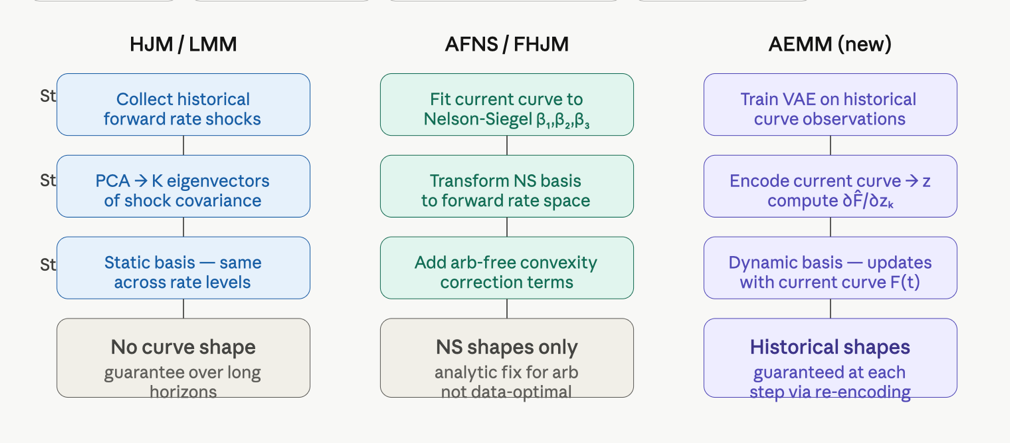 HJM / LMM
AFNS / FHJM
AEMM (new)
St
Collect historical
forward rate shocks
Fit current curve to
Nelson-Siegel β₁,β₂,β₃
Train VAE on historical
curve observations
St
PCA → K eigenvectors
of shock covariance
Transform NS basis
to forward rate space
Encode current curve → z
compute ∂F̂/∂zₖ
St
Static basis — same
across rate levels
Add arb-free convexity
correction terms
Dynamic basis — updates
with current curve F(t)
No curve shape
guarantee over long
horizons
NS shapes only
analytic fix for arb
not data-optimal
Historical shapes
guaranteed at each
step via re-encoding